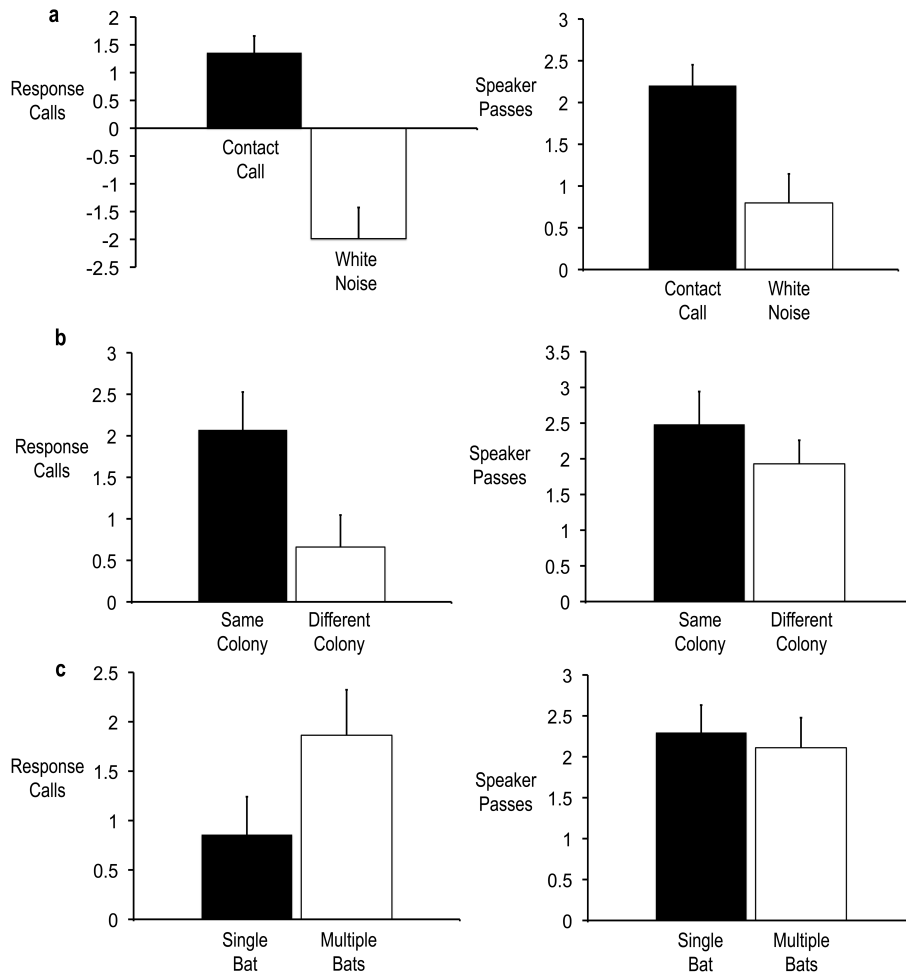 a
2
1.5
1
0.5
0
-0.5
-1
-1.5
-2
-2.5
Response
Calls
Contact
Call
White
Noise
3
2.5
2
1.5
1
0.5
0
Speaker
Passes
Contact
Call
White
Noise
b
3
2.5
2
1.5
1
0.5
0
Response
Calls
Same
Colony
Different
Colony
3.5
3
2.5
2
1.5
1
0.5
0
Speaker
Passes
Same
Colony
Different
Colony
c
2.5
2
1.5
1
0.5
0
Response
Calls
Single
Bat
Multiple
Bats
3
2.5
2
1.5
1
0.5
0
Speaker
Passes
Single
Bat
Multiple
Bats